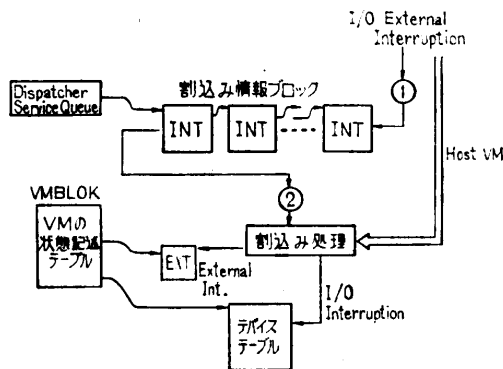 I/O External
Interruption
Dispatcher
Service Queue
割込み情報ブロック
①
INT
INT
INT
Host VM
②
VMBLOK
VMの
状態記述
テーブル
割込み処理
EXT
External
Int.
I/O
Interruption
デバイス
テーブル